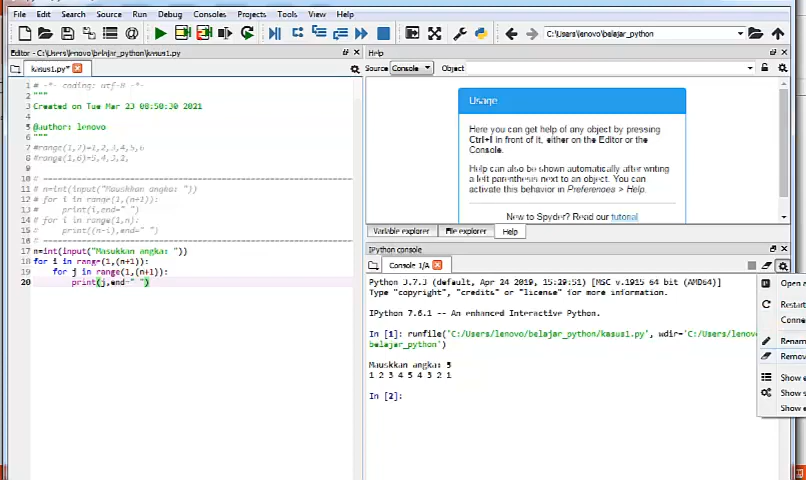 File Edit Search Source Run Debug Consoles Projects Tools View Help
C:\Users\lenovo\belajar_python
Editor - C:\Users\lenovo\belajar_python\kasus1.py
kasus1.py*
1 # -*- coding: utf-8 -*-
2 """
3 Created on Tue Mar 23 08:50:30 2021
4
5 @author: lenovo
6 """
7 #range(1,7)=1,2,3,4,5,6
8 #range(1,6)=5,4,3,2,
9
10 # ================================
11 # n=int(input("Mauskkan angka: "))
12 # for i in range(1,(n+1)):
13 #     print(i,end=" ")
14 # for i in range(1,n):
15 #     print((n-i),end=" ")
16 # ================================
17 n=int(input("Masukkan angka: "))
18 for i in range(1,(n+1)):
19     for j in range(1,(n+1)):
20         print(j,end=" ")
Help
Source Console Object
Usage
Here you can get help of any object by pressing
Ctrl+I in front of it, either on the Editor or the
Console.
Help can also be shown automatically after writing
a left parenthesis next to an object. You can
activate this behavior in Preferences > Help.
New to Spyder? Read our tutorial
Variable explorer File explorer Help
IPython console
Console 1/A
Python 3.7.3 (default, Apr 24 2019, 15:29:51) [MSC v.1915 64 bit (AMD64)]
Type "copyright", "credits" or "license" for more information.
IPython 7.6.1 -- An enhanced Interactive Python.
In [1]: runfile('C:/Users/lenovo/belajar_python/kasus1.py', wdir='C:/Users/lenovo/
belajar_python')
Mauskkan angka: 5
1 2 3 4 5 4 3 2 1
In [2]:
Open a
Restart
Conne
Renam
Remov
Show e
Show s
Show e